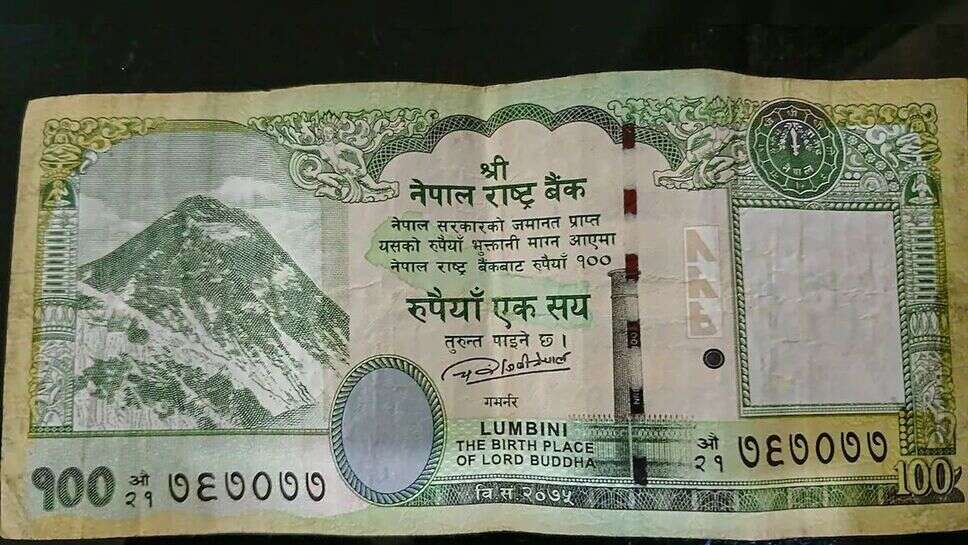 श्री
नेपाल राष्ट्र बैंक
नेपाल सरकारको जमानत प्राप्त
यसको रुपैयाँ भुक्तानी माग्न आएमा
नेपाल राष्ट्र बैंकबाट रुपैयाँ १००
रुपैयाँ एक सय
तुरुन्त पाइने छ।
गभर्नर
LUMBINI
THE BIRTH PLACE
OF LORD BUDDHA
औ
२१ ७६७०७७
१०० औ
२१ ७६७०७७
100
वि सं २०७५